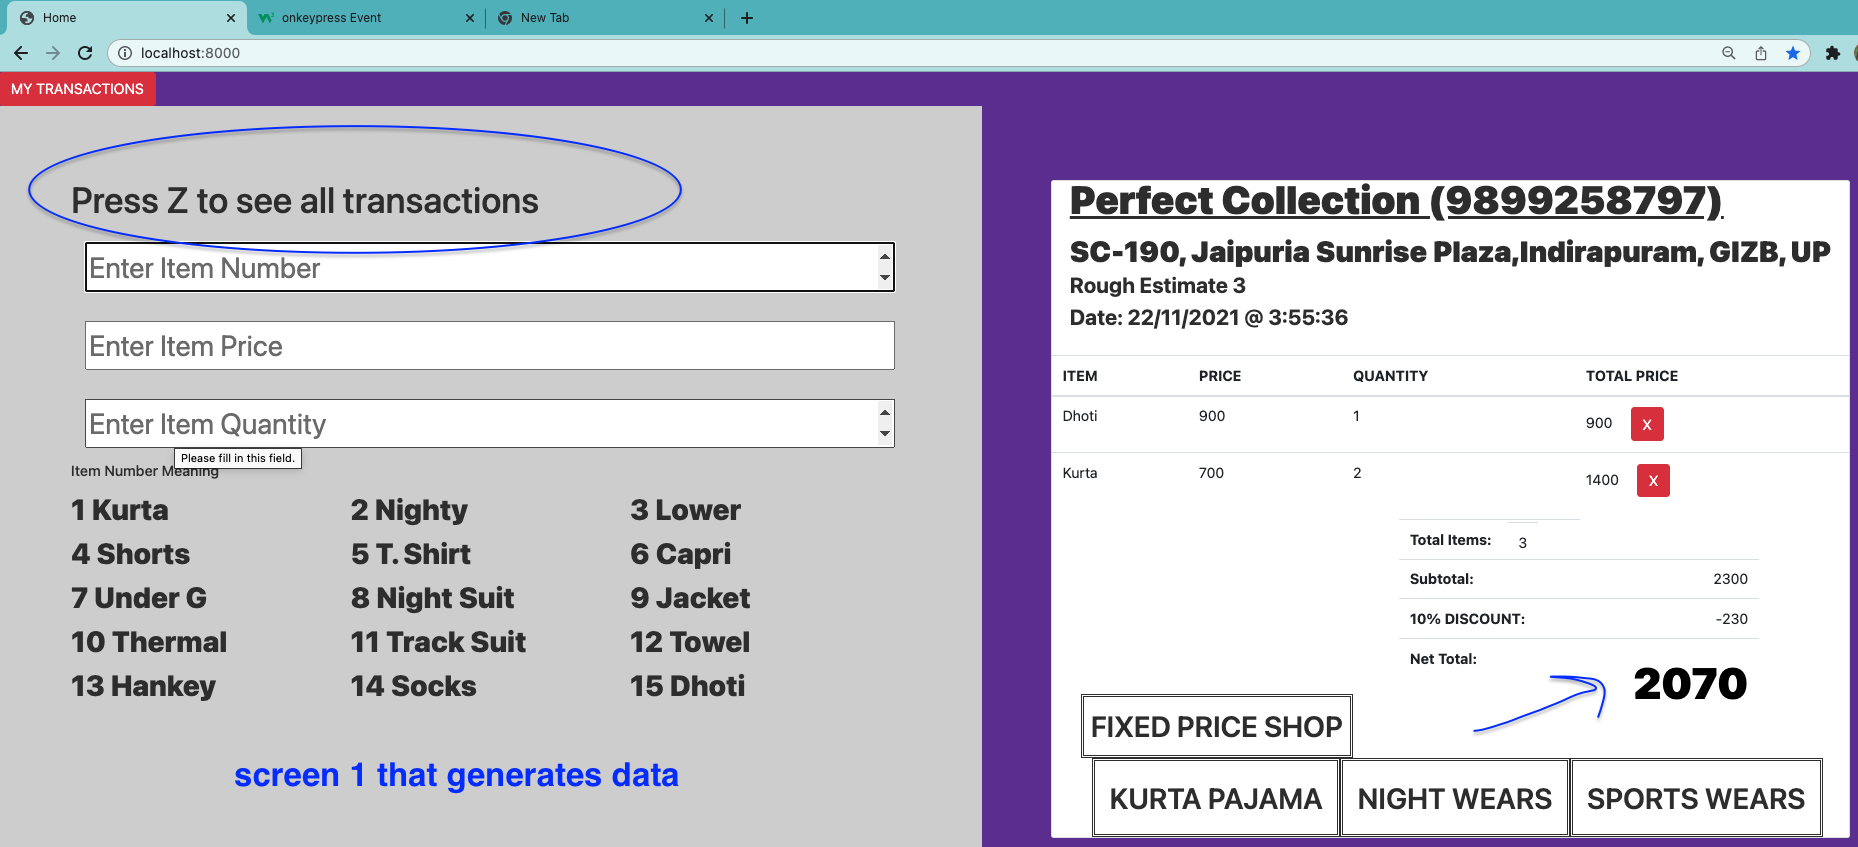 Home
onkeypress Event
New Tab
localhost:8000
MY TRANSACTIONS
Press Z to see all transactions
Enter Item Number
Enter Item Price
Enter Item Quantity
Please fill in this field.
Item Number Meaning
1 Kurta 2 Nighty 3 Lower
4 Shorts 5 T. Shirt 6 Capri
7 Under G 8 Night Suit 9 Jacket
10 Thermal 11 Track Suit 12 Towel
13 Hankey 14 Socks 15 Dhoti
screen 1 that generates data
Perfect Collection (9899258797)
SC-190, Jaipuria Sunrise Plaza,Indirapuram, GIZB, UP
Rough Estimate 3
Date: 22/11/2021 @ 3:55:36
ITEM PRICE QUANTITY TOTAL PRICE
Dhoti 900 1 900 X
Kurta 700 2 1400 X
Total Items: 3
Subtotal: 2300
10% DISCOUNT: -230
Net Total: 2070
FIXED PRICE SHOP
KURTA PAJAMA NIGHT WEARS SPORTS WEARS